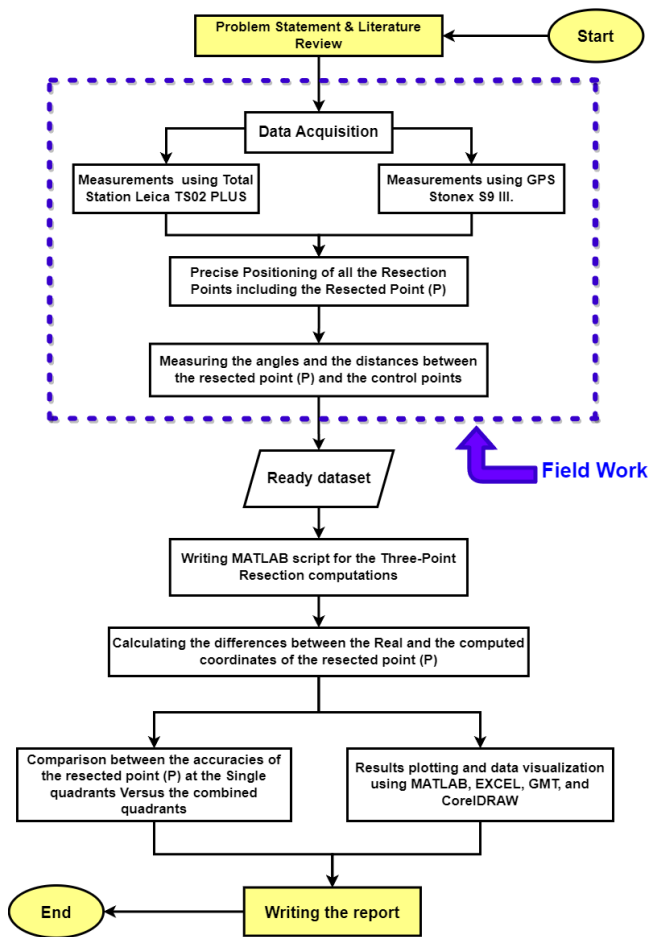 Start
Problem Statement & Literature
Review
Data Acquisition
Measurements using Total
Station Leica TS02 PLUS
Measurements using GPS
Stonex S9 III.
Precise Positioning of all the Resection
Points including the Resected Point (P)
Measuring the angles and the distances between
the resected point (P) and the control points
Field Work
Ready dataset
Writing MATLAB script for the Three-Point
Resection computations
Calculating the differences between the Real and the computed
coordinates of the resected point (P)
Comparison between the accuracies of
the resected point (P) at the Single
quadrants Versus the combined
quadrants
Results plotting and data visualization
using MATLAB, EXCEL, GMT, and
CorelDRAW
Writing the report
End